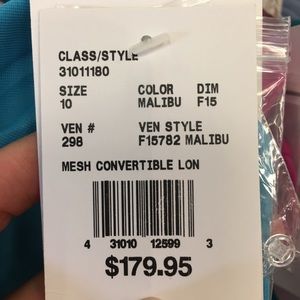 CLASS/STYLE
31011180
SIZE COLOR DIM
10 MALIBU F15
VEN # VEN STYLE
298 F15782 MALIBU
MESH CONVERTIBLE LON
4 31010 12599 3
$179.95